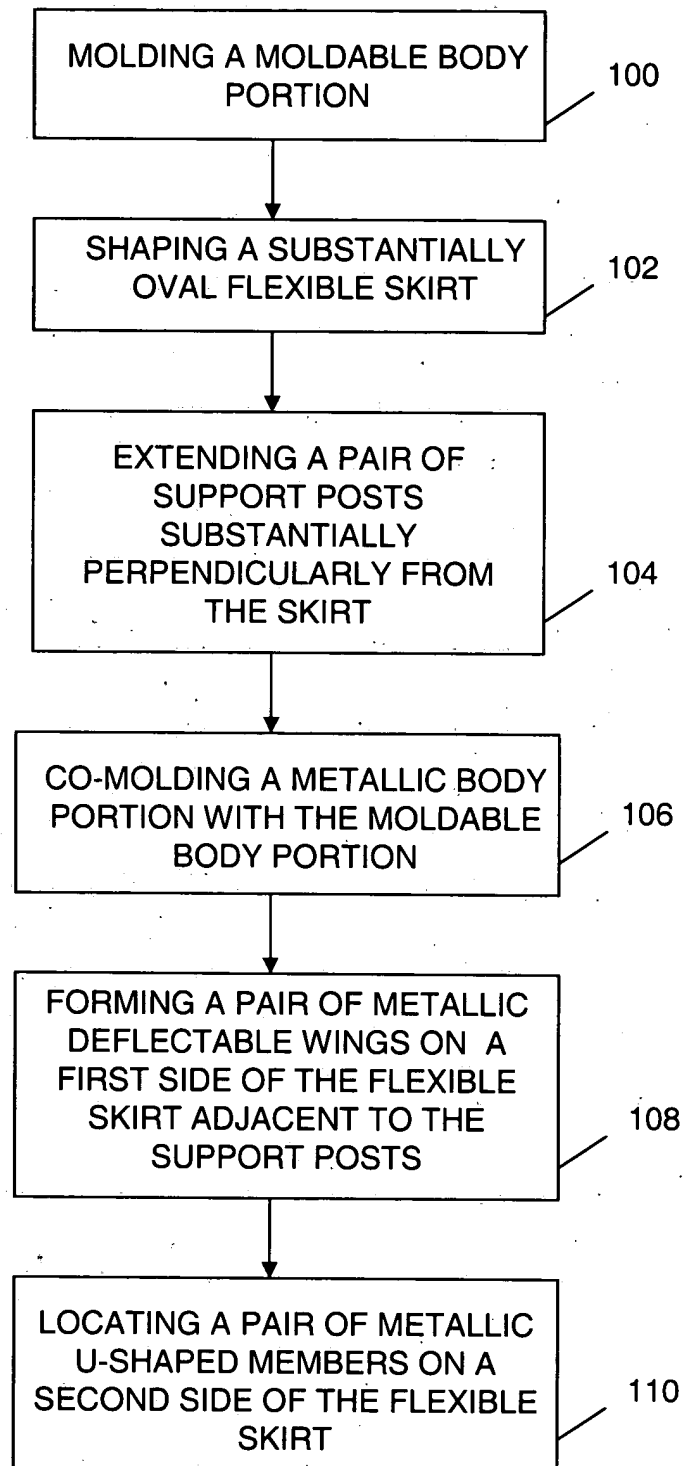 MOLDING A MOLDABLE BODY
PORTION
100
SHAPING A SUBSTANTIALLY
OVAL FLEXIBLE SKIRT
102
EXTENDING A PAIR OF
SUPPORT POSTS
SUBSTANTIALLY
PERPENDICULARLY FROM
THE SKIRT
104
CO-MOLDING A METALLIC BODY
PORTION WITH THE MOLDABLE
BODY PORTION
106
FORMING A PAIR OF METALLIC
DEFLECTABLE WINGS ON A
FIRST SIDE OF THE FLEXIBLE
SKIRT ADJACENT TO THE
SUPPORT POSTS
108
LOCATING A PAIR OF METALLIC
U-SHAPED MEMBERS ON A
SECOND SIDE OF THE FLEXIBLE
SKIRT
110